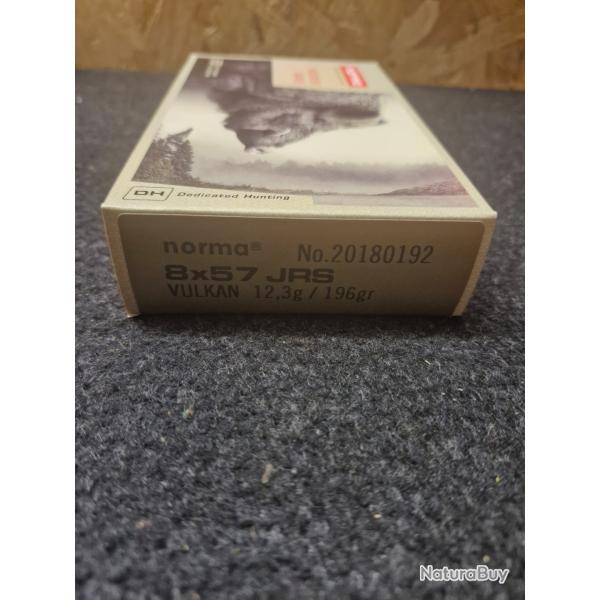 DH Dedicated Hunting
norma® No.20180192
8x57 JRS
VULKAN 12,3g / 196gr
NaturaBuy